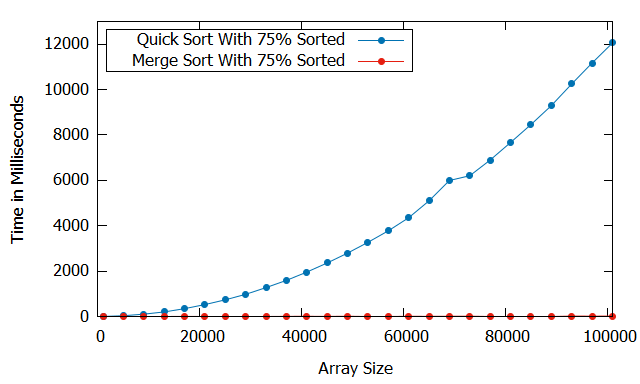 12000
10000
8000
6000
4000
2000
0
Time in Milliseconds
Quick Sort With 75% Sorted
Merge Sort With 75% Sorted
0 20000 40000 60000 80000 100000
Array Size